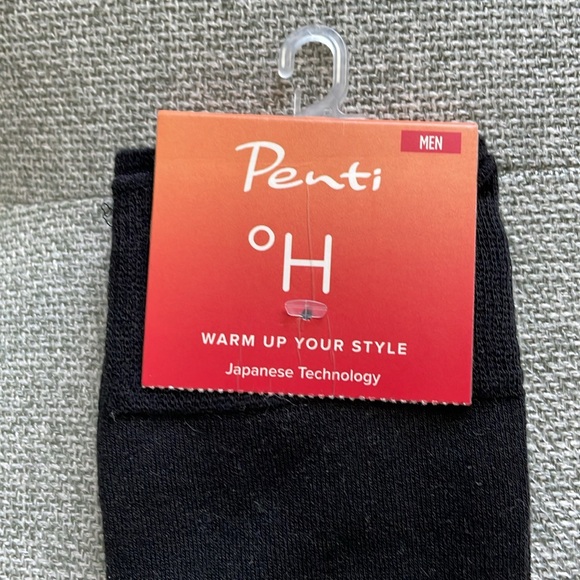 MEN
Penti
°H
WARM UP YOUR STYLE
Japanese Technology